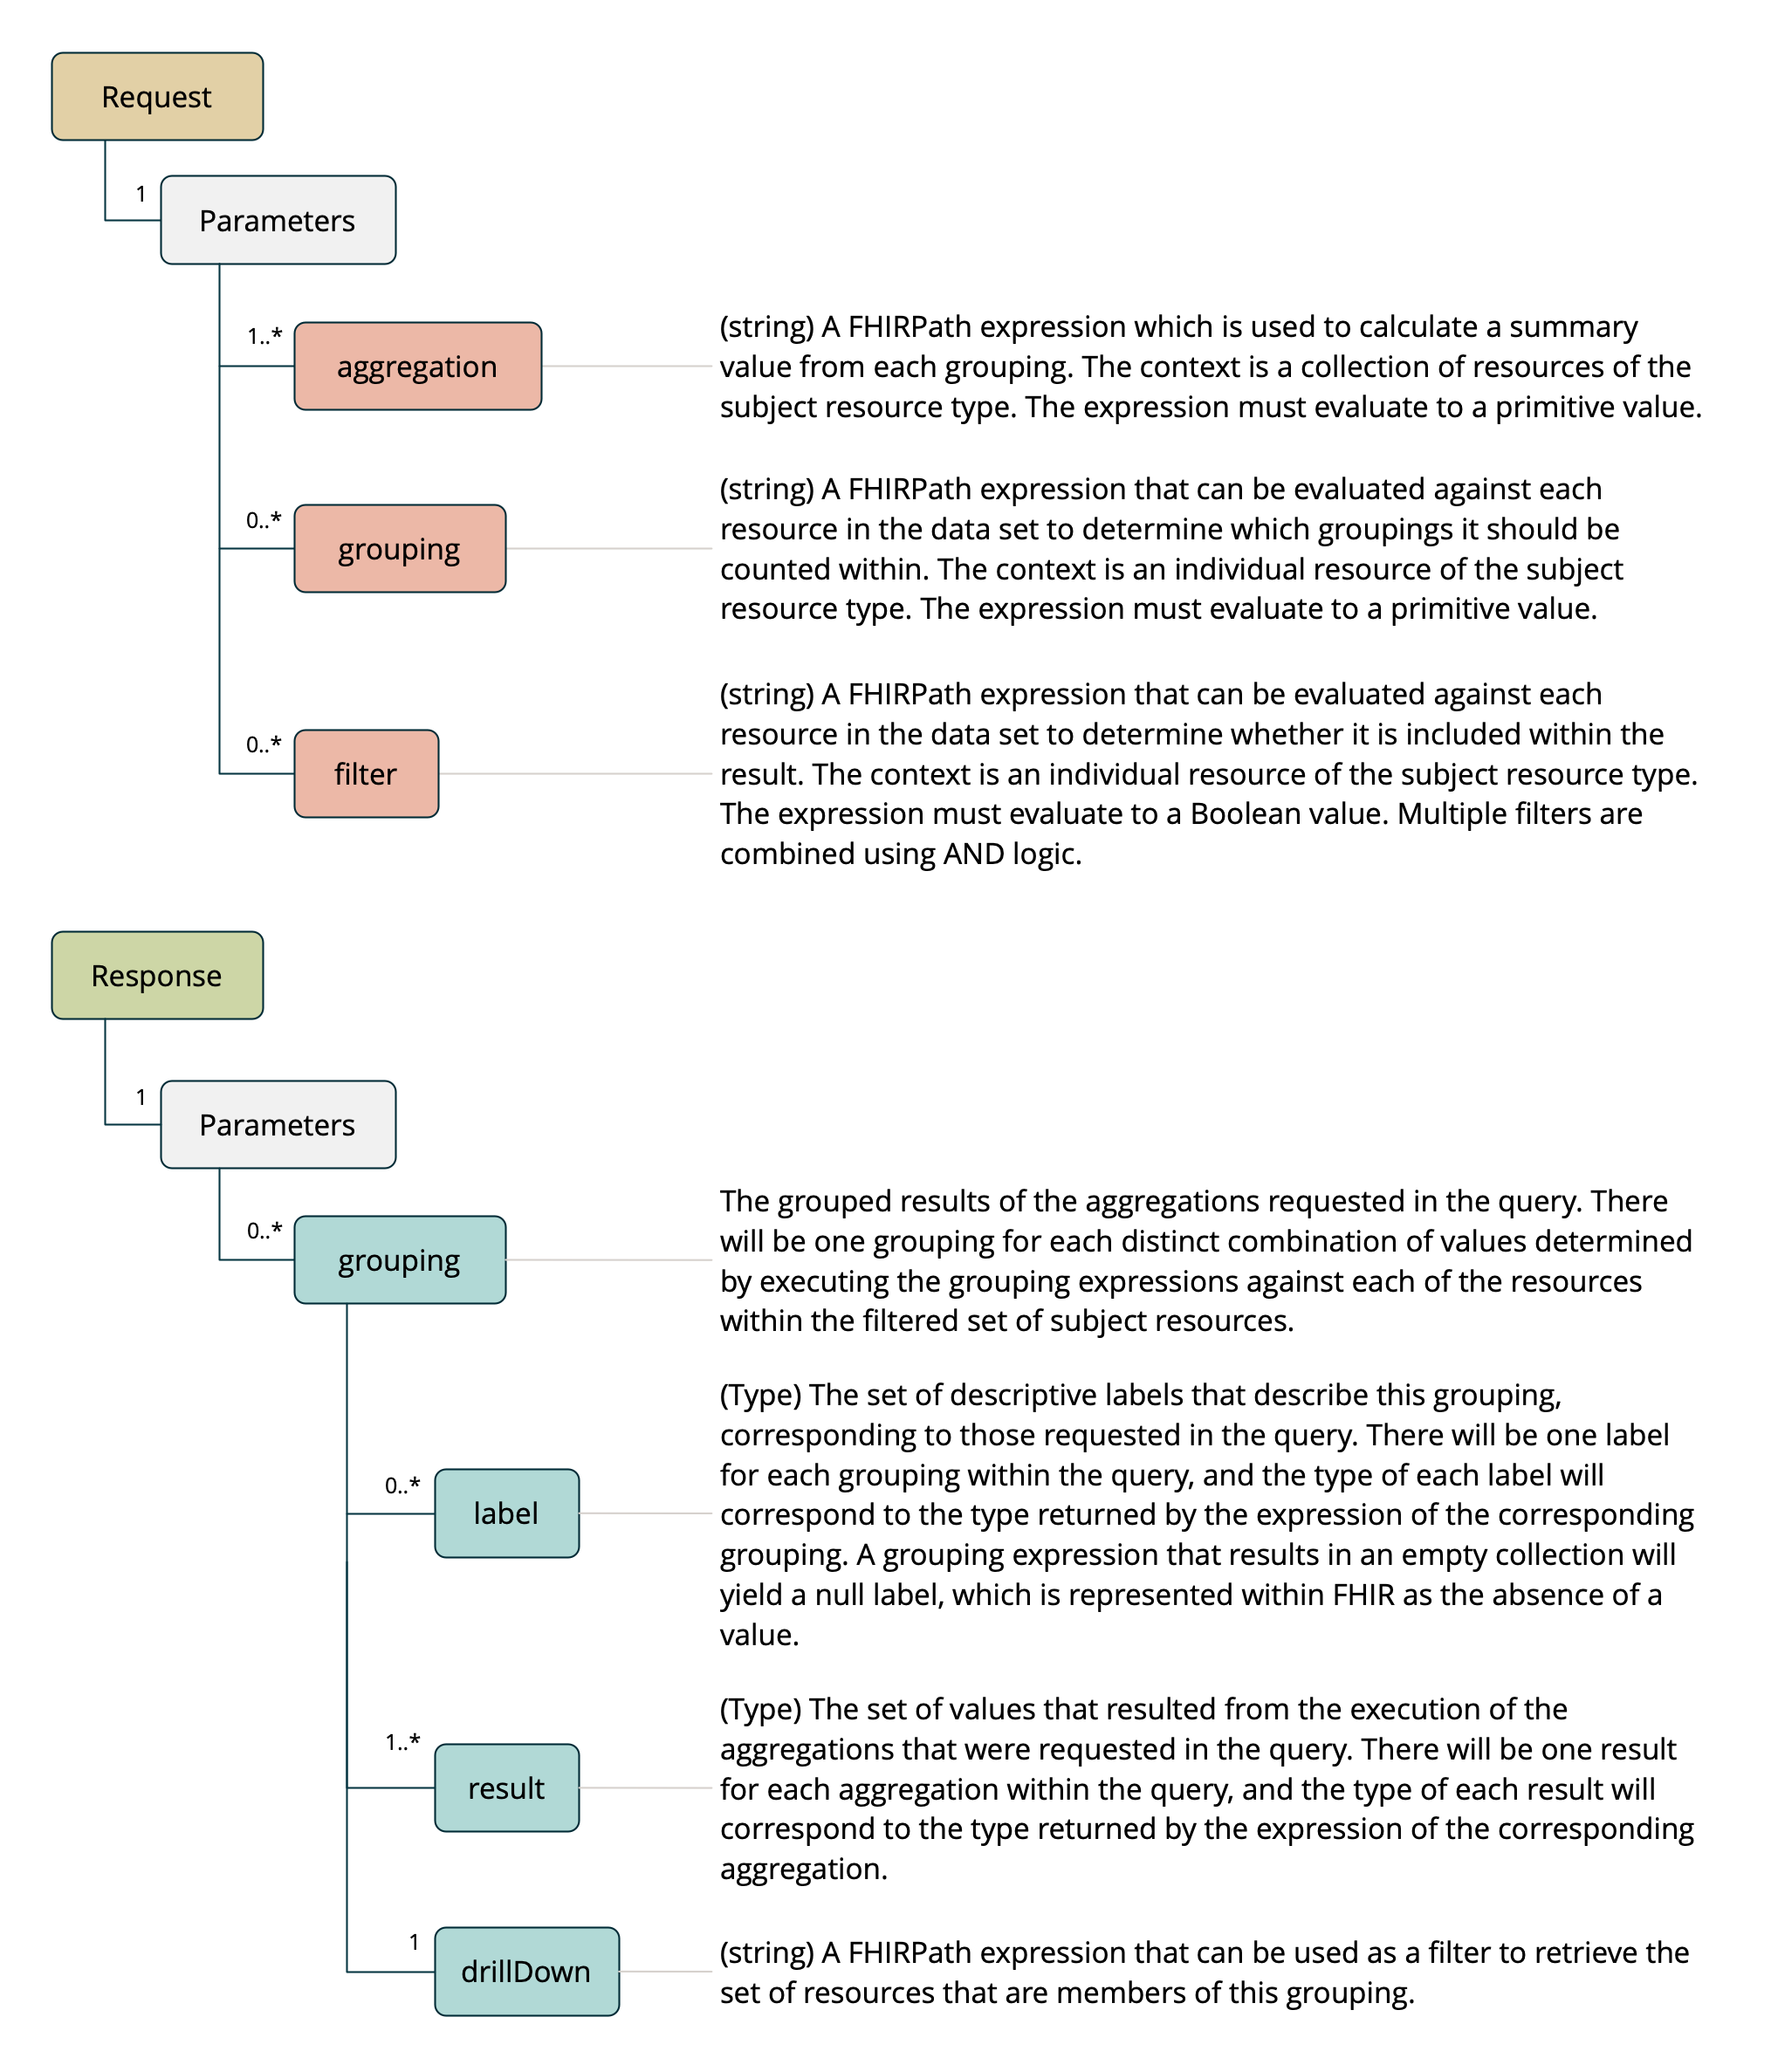 Request
1
Parameters
1..*
aggregation
(string) A FHIRPath expression which is used to calculate a summary
value from each grouping. The context is a collection of resources of the
subject resource type. The expression must evaluate to a primitive value.
0..*
grouping
(string) A FHIRPath expression that can be evaluated against each
resource in the data set to determine which groupings it should be
counted within. The context is an individual resource of the subject
resource type. The expression must evaluate to a primitive value.
0..*
filter
(string) A FHIRPath expression that can be evaluated against each
resource in the data set to determine whether it is included within the
result. The context is an individual resource of the subject resource type.
The expression must evaluate to a Boolean value. Multiple filters are
combined using AND logic.
Response
1
Parameters
0..*
grouping
The grouped results of the aggregations requested in the query. There
will be one grouping for each distinct combination of values determined
by executing the grouping expressions against each of the resources
within the filtered set of subject resources.
0..*
label
(Type) The set of descriptive labels that describe this grouping,
corresponding to those requested in the query. There will be one label
for each grouping within the query, and the type of each label will
correspond to the type returned by the expression of the corresponding
grouping. A grouping expression that results in an empty collection will
yield a null label, which is represented within FHIR as the absence of a
value.
1..*
result
(Type) The set of values that resulted from the execution of the
aggregations that were requested in the query. There will be one result
for each aggregation within the query, and the type of each result will
correspond to the type returned by the expression of the corresponding
aggregation.
1
drillDown
(string) A FHIRPath expression that can be used as a filter to retrieve the
set of resources that are members of this grouping.